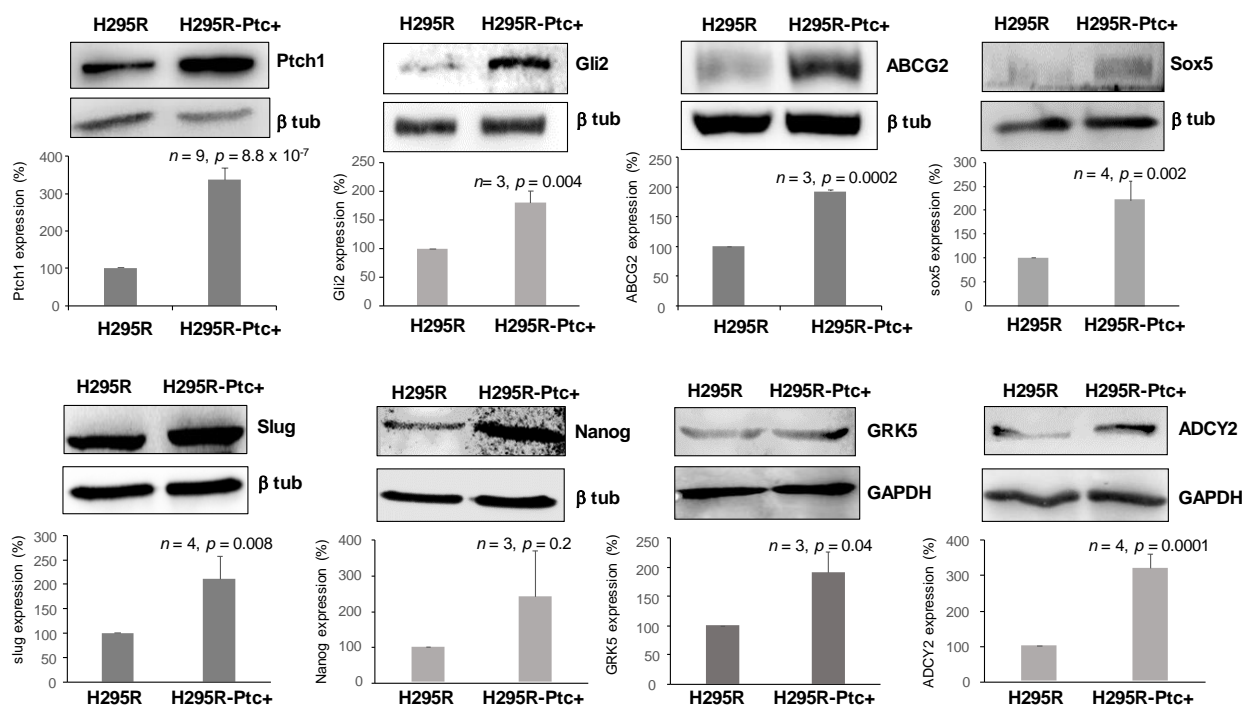 H295R H295R-Ptc+
Ptch1
β tub
n = 9, p = 8.8 x 10-7
Ptch1 expression (%)
400
300
200
100
0
H295R H295R-Ptc+
H295R H295R-Ptc+
Gli2
β tub
n= 3, p = 0.004
Gli2 expression (%)
250
200
150
100
50
0
H295R H295R-Ptc+
H295R H295R-Ptc+
ABCG2
β tub
n = 3, p = 0.0002
ABCG2 expression (%)
250
200
150
100
50
0
H295R H295R-Ptc+
H295R H295R-Ptc+
Sox5
β tub
n = 4, p = 0.002
sox5 expression (%)
300
250
200
150
100
50
0
H295R H295R-Ptc+
H295R H295R-Ptc+
Slug
β tub
n = 4, p = 0.008
slug expression (%)
300
250
200
150
100
50
0
H295R H295R-Ptc+
H295R H295R-Ptc+
Nanog
β tub
n = 3, p = 0.2
Nanog expression (%)
400
300
200
100
0
H295R H295R-Ptc+
H295R H295R-Ptc+
GRK5
GAPDH
n = 3, p = 0.04
GRK5 expression (%)
250
200
150
100
50
0
H295R H295R-Ptc+
H295R H295R-Ptc+
ADCY2
GAPDH
n = 4, p = 0.0001
ADCY2 expression (%)
400
300
200
100
0
H295R H295R-Ptc+